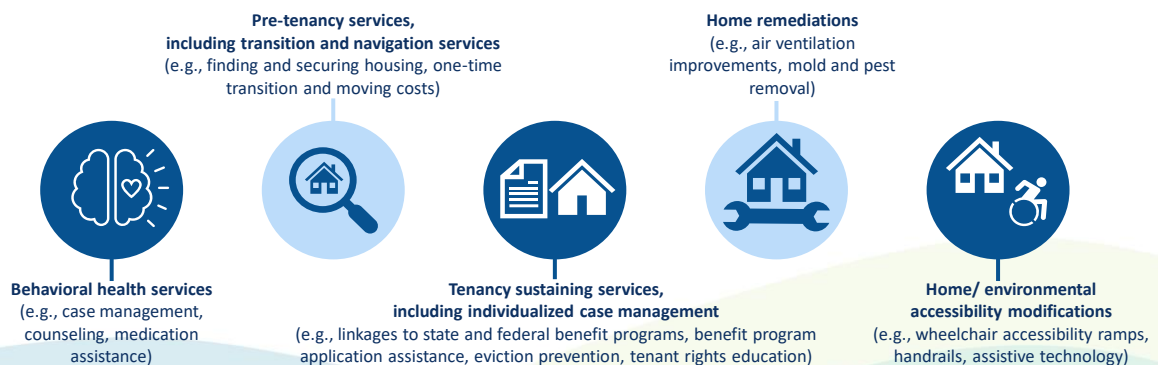 Pre-tenancy services,
including transition and navigation services
(e.g., finding and securing housing, one-time
transition and moving costs)
Home remediations
(e.g., air ventilation
improvements, mold and pest
removal)
Behavioral health services
(e.g., case management,
counseling, medication
assistance)
Tenancy sustaining services,
including individualized case management
(e.g., linkages to state and federal benefit programs, benefit program
application assistance, eviction prevention, tenant rights education)
Home/ environmental
accessibility modifications
(e.g., wheelchair accessibility ramps,
handrails, assistive technology)